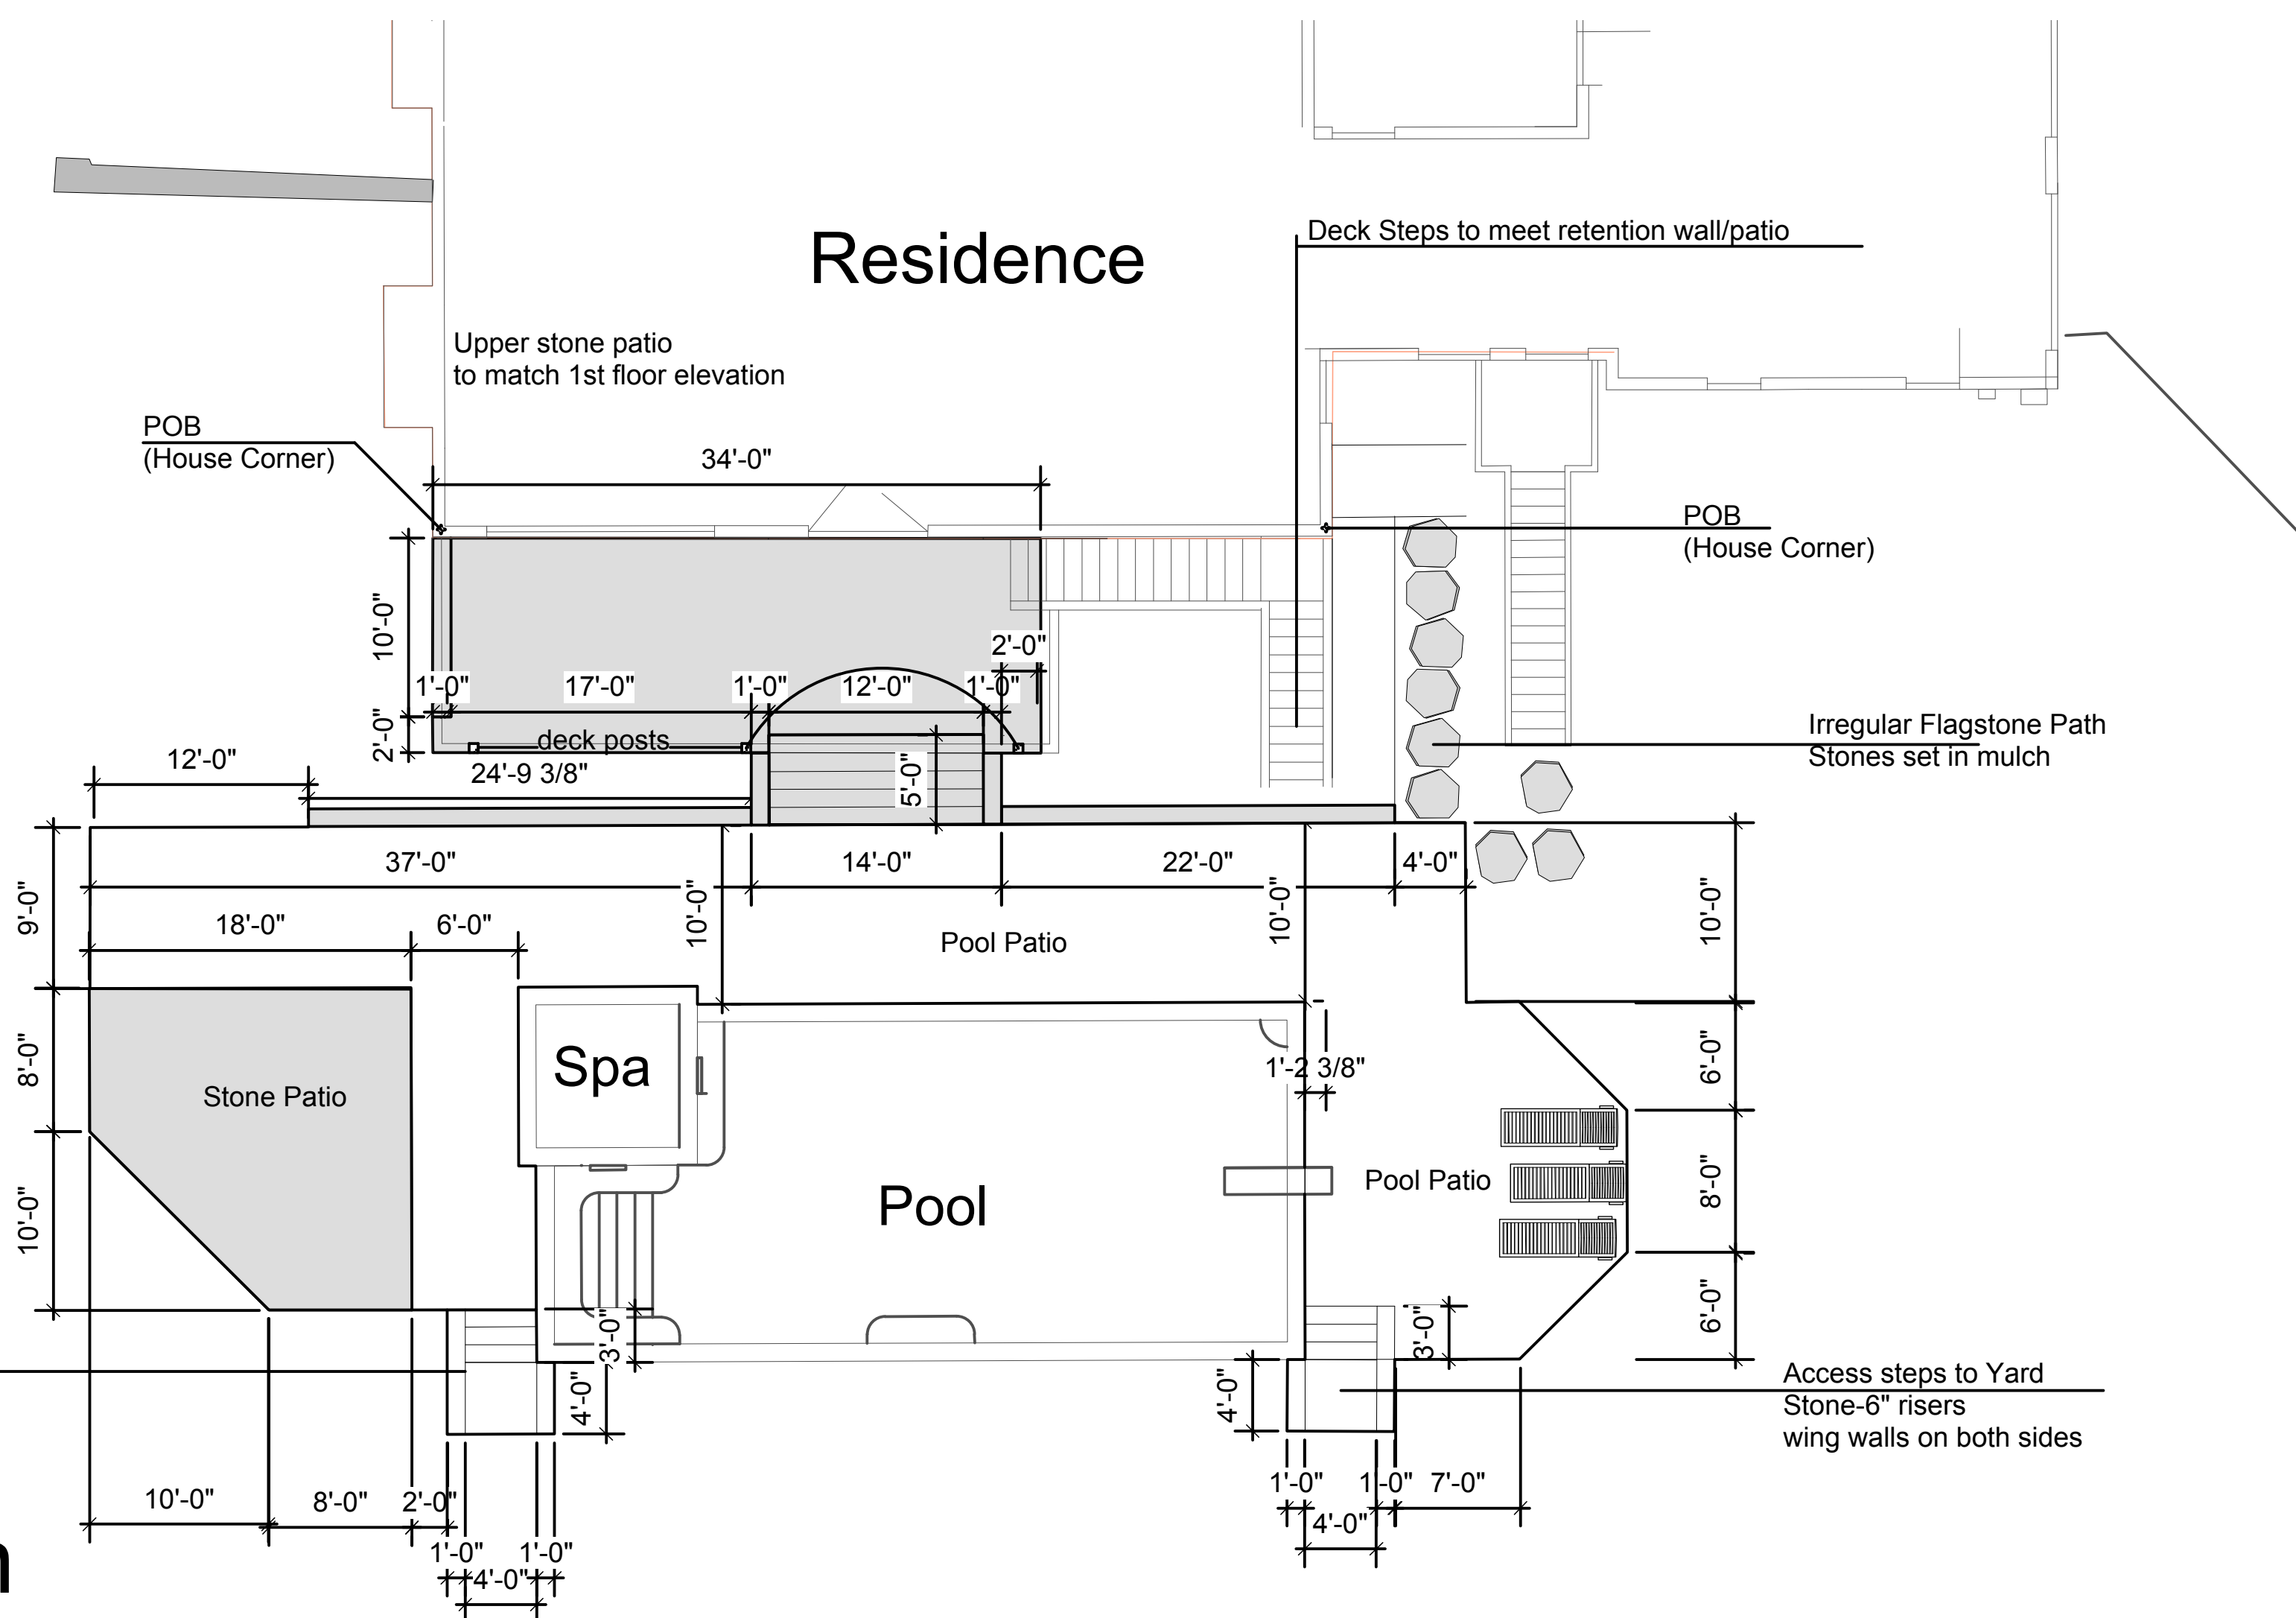 Residence
Deck Steps to meet retention wall/patio
Upper stone patio
to match 1st floor elevation
POB
(House Corner)
34'-0"
POB
(House Corner)
10'-0"
2'-0"
1'-0"
17'-0"
1'-0"
12'-0"
1'-0"
2'-0"
deck posts
12'-0"
24'-9 3/8"
5'-0"
Irregular Flagstone Path
Stones set in mulch
37'-0"
14'-0"
22'-0"
4'-0"
9'-0"
18'-0"
6'-0"
10'-0"
Pool Patio
10'-0"
10'-0"
Spa
1'-2 3/8"
6'-0"
8'-0"
Stone Patio
Pool
Pool Patio
8'-0"
10'-0"
6'-0"
3'-0"
3'-0"
4'-0"
4'-0"
Access steps to Yard
Stone-6" risers
wing walls on both sides
10'-0"
8'-0"
2'-0"
1'-0"
1'-0"
7'-0"
4'-0"
1'-0"
1'-0"
4'-0"